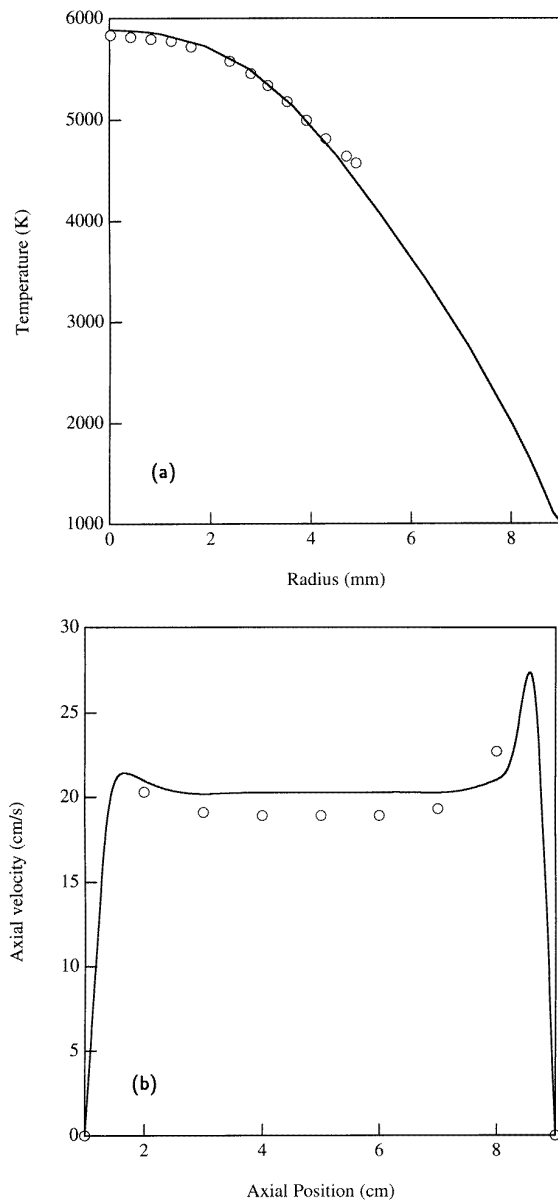 6000
5000
4000
3000
2000
1000
Temperature (K)
(a)
0 2 4 6 8
Radius (mm)
30
25
20
15
10
5
0
Axial velocity (cm/s)
(b)
2 4 6 8
Axial Position (cm)